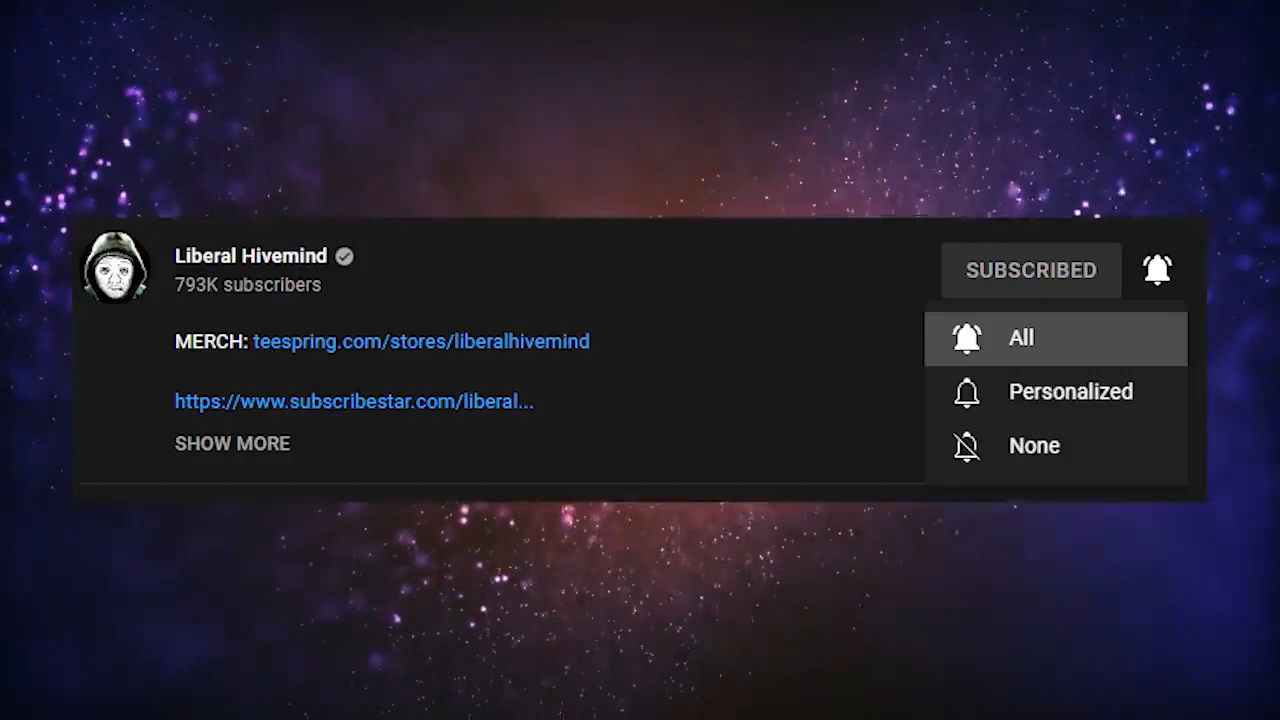 Liberal Hivemind
793K subscribers
SUBSCRIBED
MERCH: teespring.com/stores/liberalhivemind
https://www.subscribestar.com/liberal...
SHOW MORE
All
Personalized
None